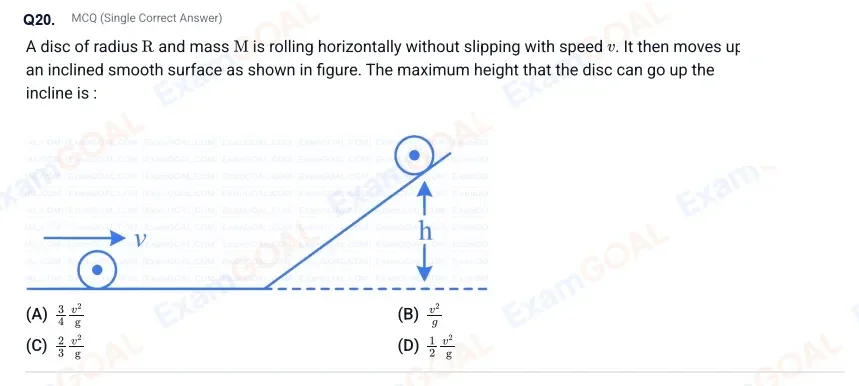 Q20. MCQ (Single Correct Answer)
A disc of radius R and mass M is rolling horizontally without slipping with speed v. It then moves up
an inclined smooth surface as shown in figure. The maximum height that the disc can go up the
incline is :
v
h
(A) 3/4 v²/g (B) v²/g
(C) 2/3 v²/g (D) 1/2 v²/g
ExamGOAL